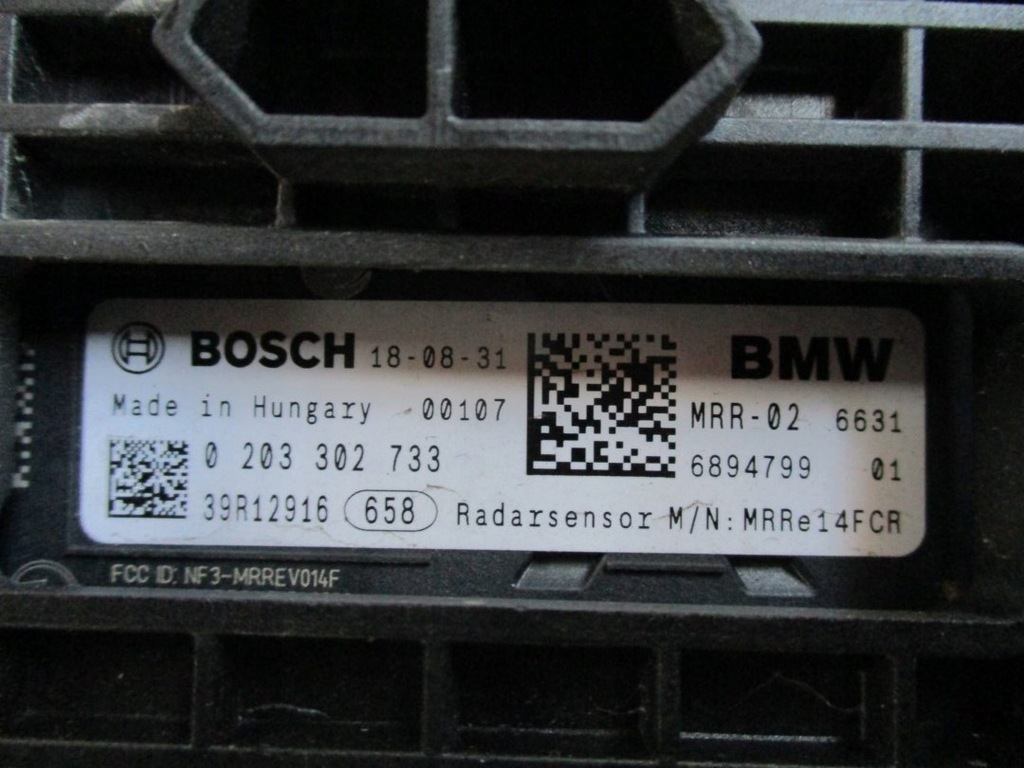 BOSCH 18-08-31
Made in Hungary 00107
0 203 302 733
39R12916 658 Radarsensor M/N:MRRe14FCR
BMW
MRR-02 6631
6894799 01
FCC ID: NF3-MRREVO14F